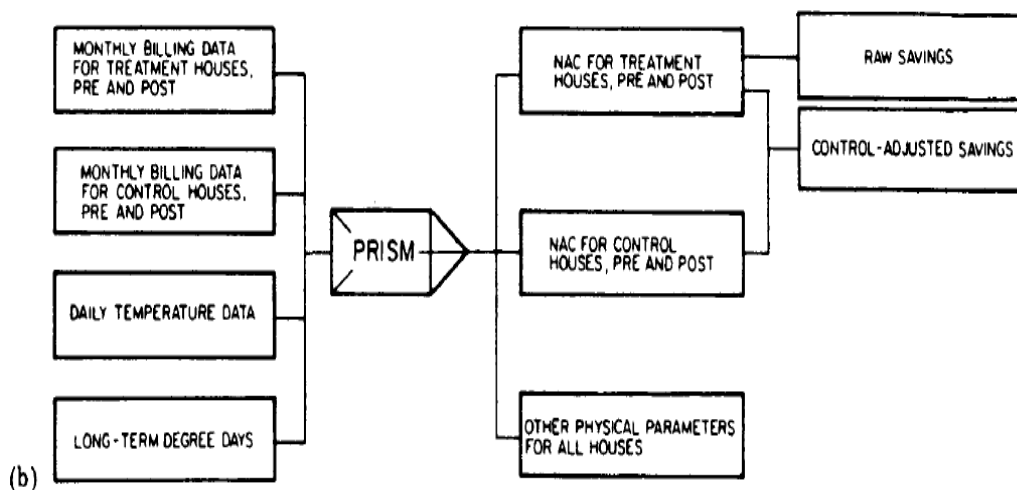 MONTHLY BILLING DATA
FOR TREATMENT HOUSES,
PRE AND POST
MONTHLY BILLING DATA
FOR CONTROL HOUSES,
PRE AND POST
DAILY TEMPERATURE DATA
LONG-TERM DEGREE DAYS
PRISM
NAC FOR TREATMENT
HOUSES, PRE AND POST
NAC FOR CONTROL
HOUSES, PRE AND POST
OTHER PHYSICAL PARAMETERS
FOR ALL HOUSES
RAW SAVINGS
CONTROL-ADJUSTED SAVINGS
(b)